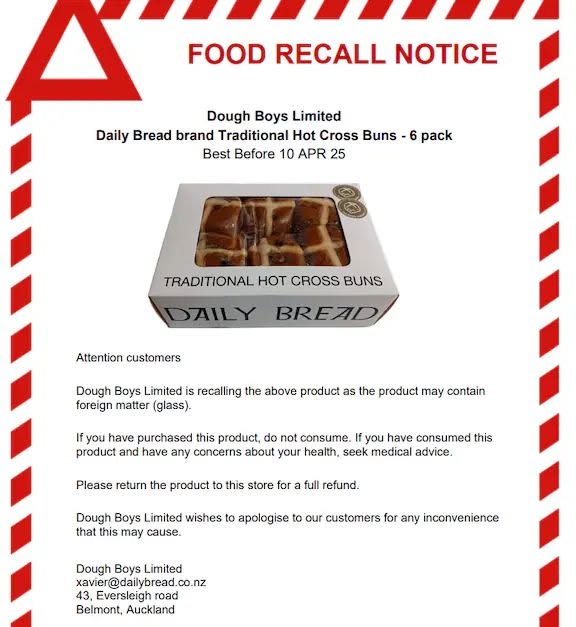 FOOD RECALL NOTICE
Dough Boys Limited
Daily Bread brand Traditional Hot Cross Buns - 6 pack
Best Before 10 APR 25
TRADITIONAL HOT CROSS BUNS
DAILY BREAD
Attention customers
Dough Boys Limited is recalling the above product as the product may contain
foreign matter (glass).
If you have purchased this product, do not consume. If you have consumed this
product and have any concerns about your health, seek medical advice.
Please return the product to this store for a full refund.
Dough Boys Limited wishes to apologise to our customers for any inconvenience
that this may cause.
Dough Boys Limited
xavier@dailybread.co.nz
43, Eversleigh road
Belmont, Auckland